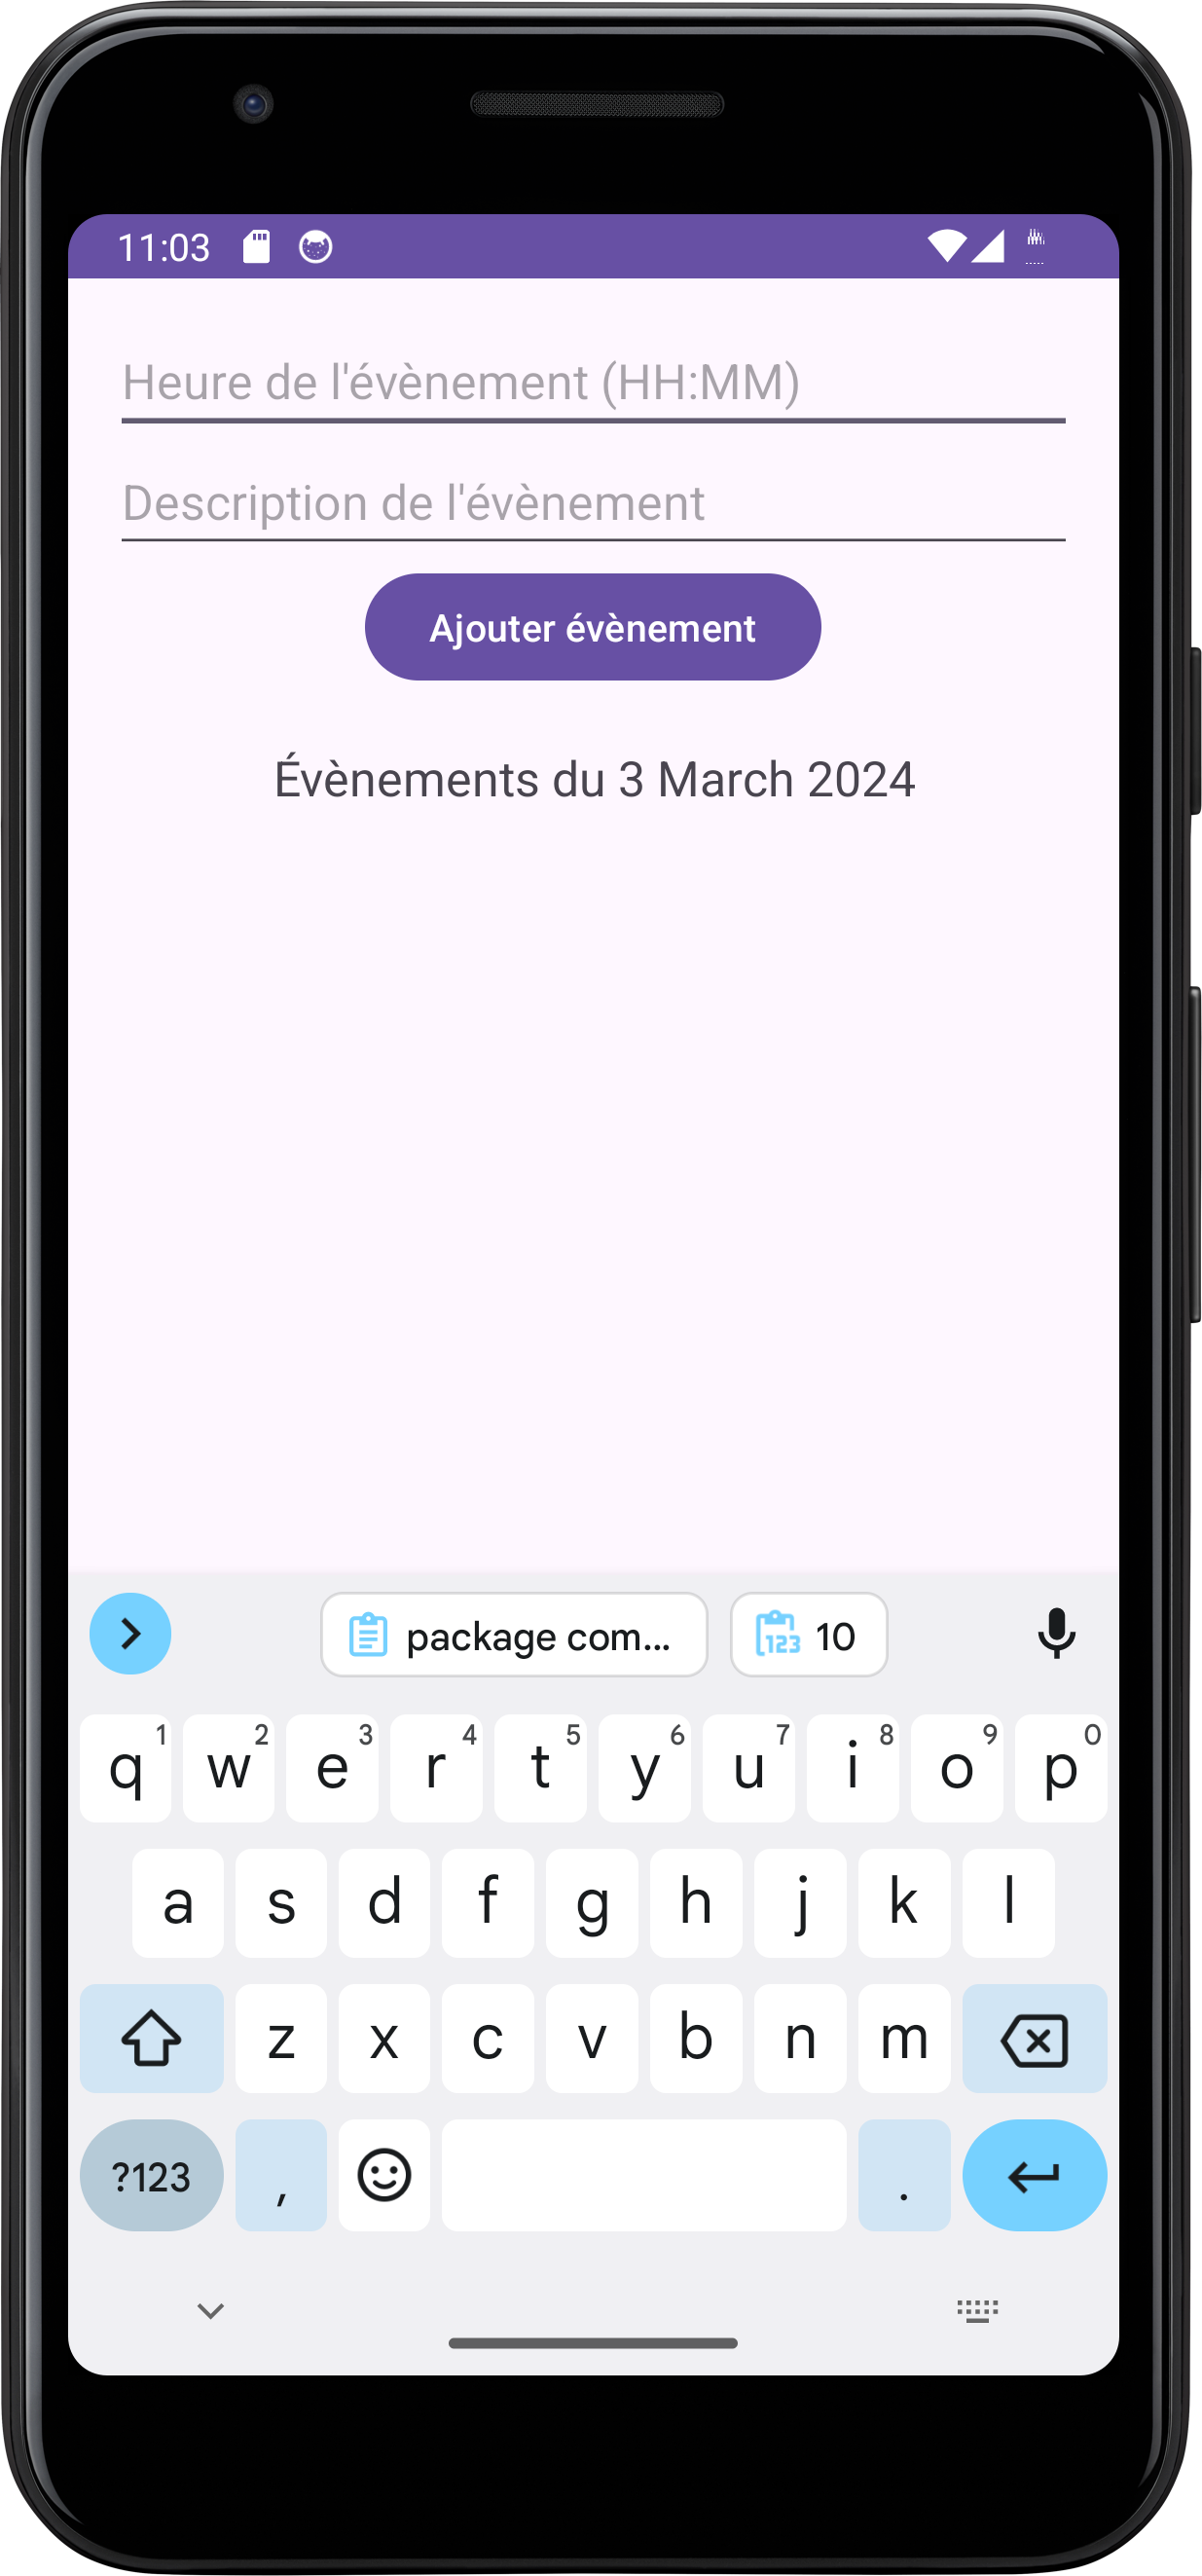 11:03
Heure de l'évènement (HH:MM)
Description de l'évènement
Ajouter évènement
Évènements du 3 March 2024
package com... 123 10
1 2 3 4 5 6 7 8 9 0
q w e r t y u i o p
a s d f g h j k l
z x c v b n m
?123 , .